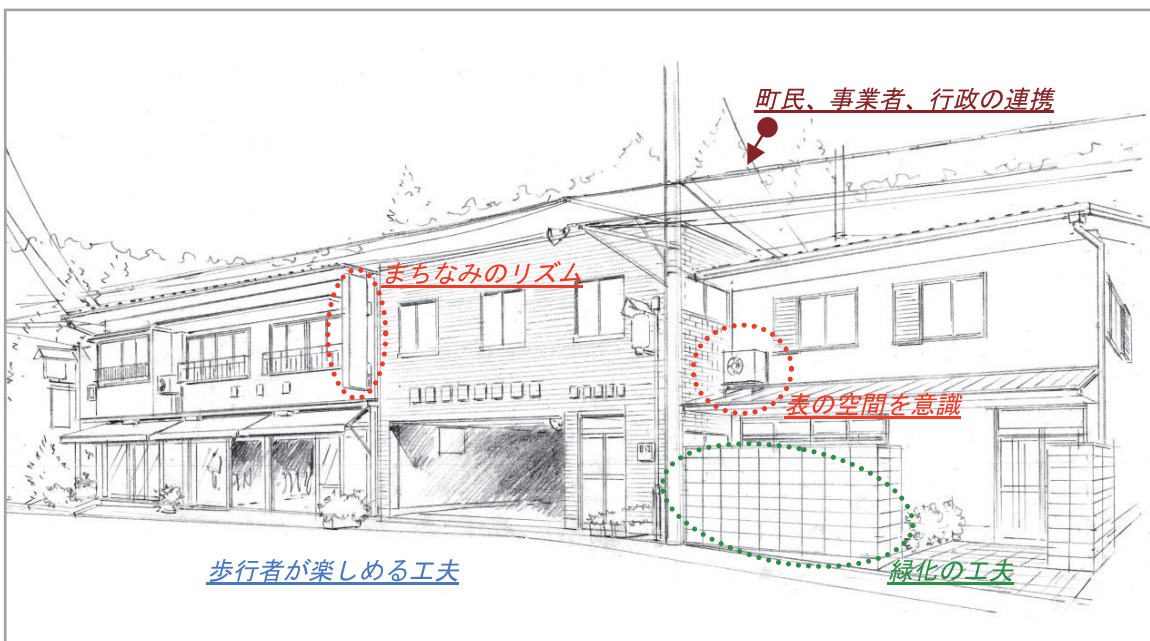 町民、事業者、行政の連携
まちなみのリズム
表の空間を意識
歩行者が楽しめる工夫
緑化の工夫